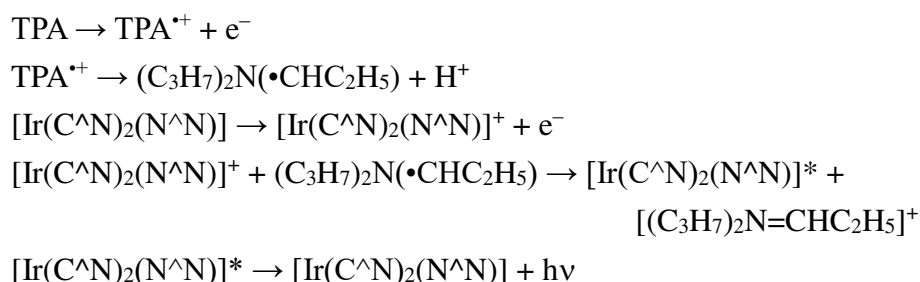 TPA → TPA•⁺ + e⁻
TPA•⁺ → (C₃H₇)₂N(•CHC₂H₅) + H⁺
[Ir(C^N)₂(N^N)] → [Ir(C^N)₂(N^N)]⁺ + e⁻
[Ir(C^N)₂(N^N)]⁺ + (C₃H₇)₂N(•CHC₂H₅) → [Ir(C^N)₂(N^N)]* +
[(C₃H₇)₂N=CHC₂H₅]⁺
[Ir(C^N)₂(N^N)]* → [Ir(C^N)₂(N^N)] + hν